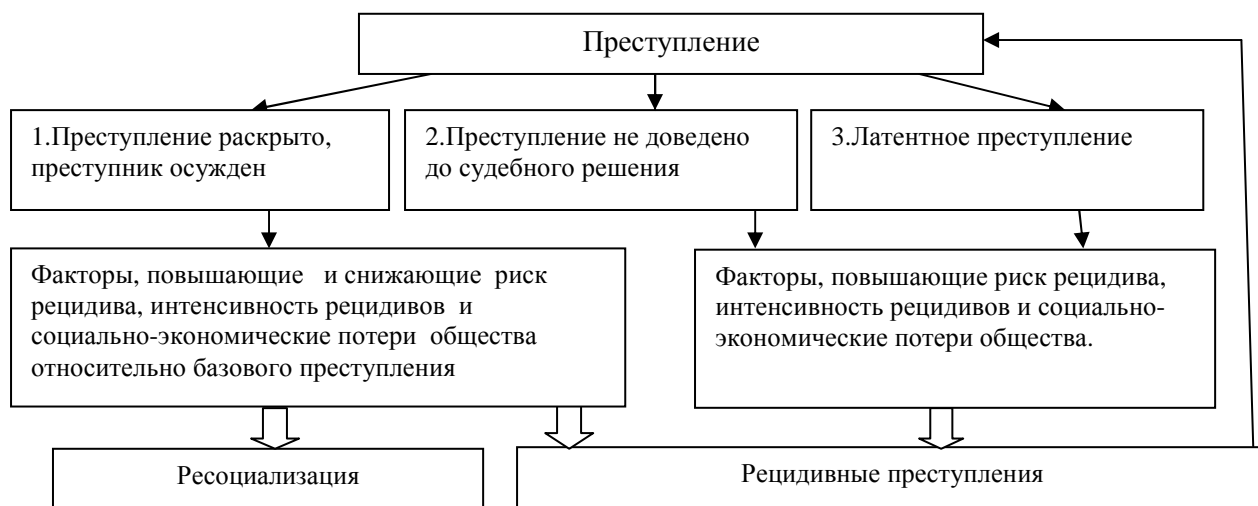 Преступление
1.Преступление раскрыто,
преступник осужден
2.Преступление не доведено
до судебного решения
3.Латентное преступление
Факторы, повышающие и снижающие риск
рецидива, интенсивность рецидивов и
социально-экономические потери общества
относительно базового преступления
Факторы, повышающие риск рецидива,
интенсивность рецидивов и социально-
экономические потери общества.
Ресоциализация
Рецидивные преступления